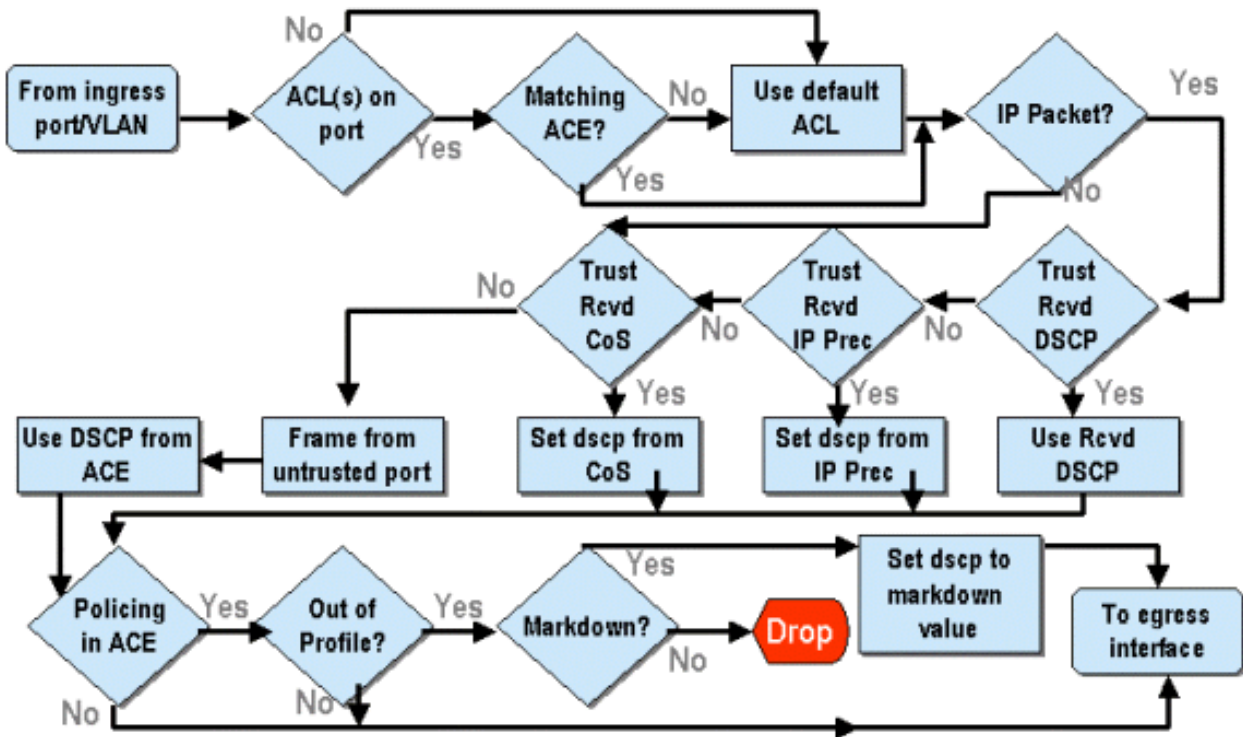 No
From ingress
port/VLAN
ACL(s) on
port
Yes
Matching
ACE?
No
Yes
Use default
ACL
IP Packet?
Yes
No
Trust
Rcvd
DSCP
No
Yes
Trust
Rcvd
IP Prec
No
Yes
Trust
Rcvd
CoS
No
Yes
Use DSCP from
ACE
Frame from
untrusted port
Set dscp from
CoS
Set dscp from
IP Prec
Use Rcvd
DSCP
Policing
in ACE
Yes
No
Out of
Profile?
Yes
No
Markdown?
Yes
No
Drop
Set dscp to
markdown
value
To egress
interface